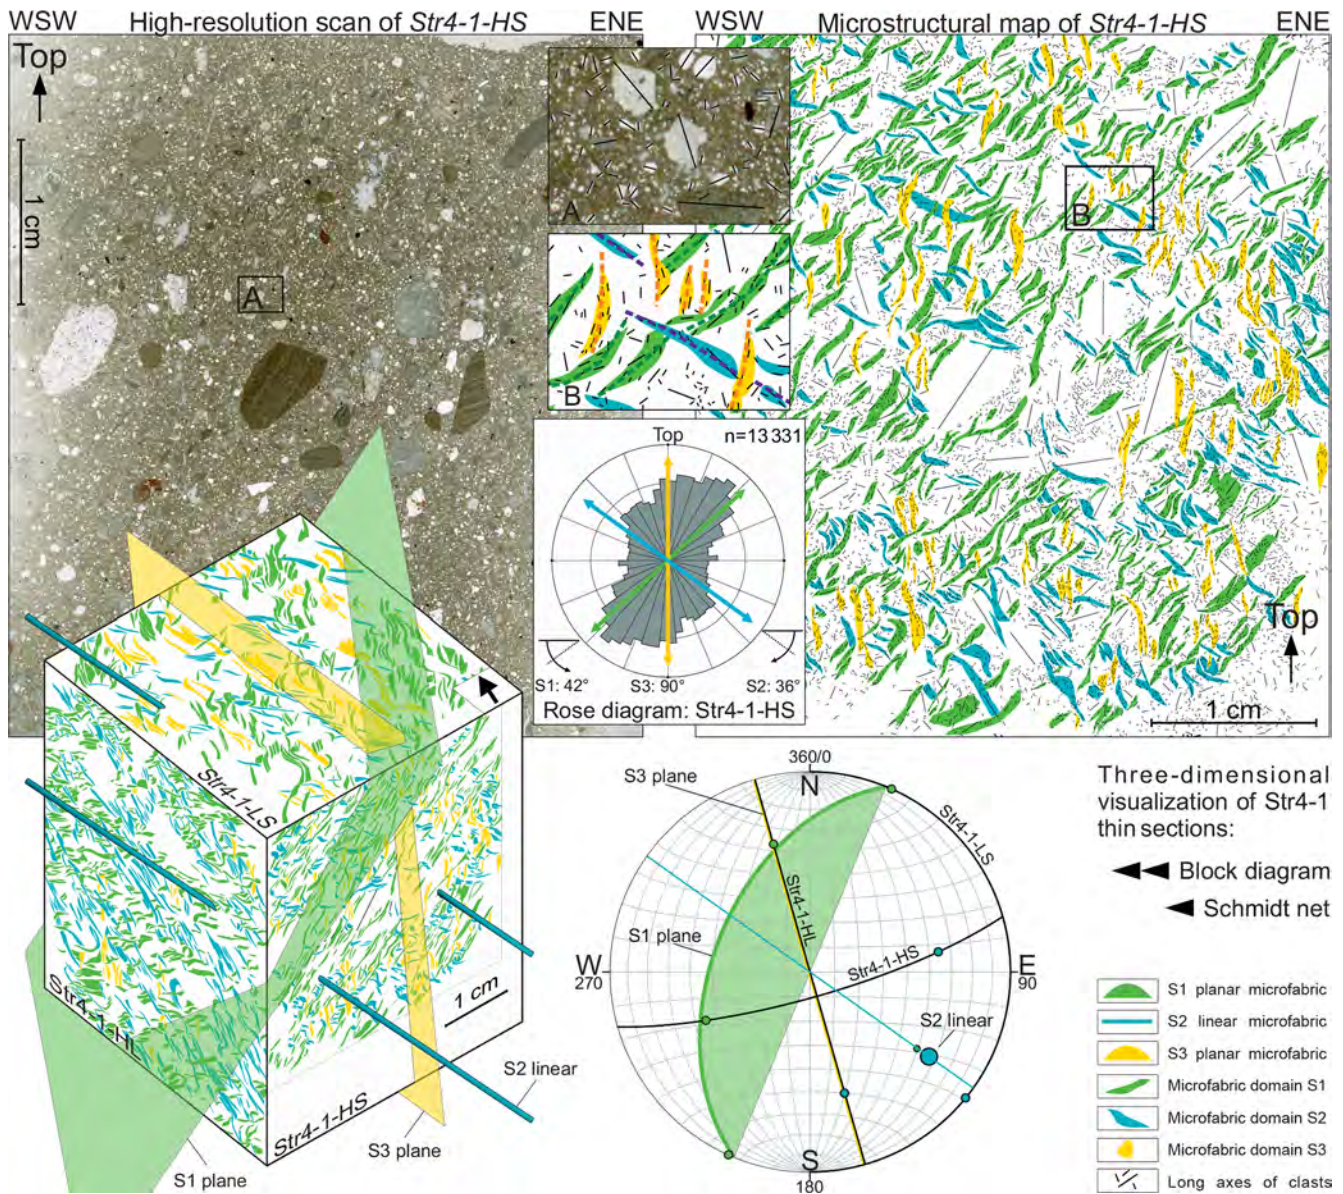 WSW High-resolution scan of Str4-1-HS ENE
WSW Microstructural map of Str4-1-HS ENE
Top
1 cm
A
A
B
B
Top n=13 331
S1: 42° S3: 90° S2: 36°
Rose diagram: Str4-1-HS
Top
1 cm
Str4-1-LS
Str4-1-HL
Str4-1-HS
1 cm
S2 linear
S3 plane
S1 plane
360/0
N
S3 plane
Str4-1-LS
Str4-1-HL
S1 plane
Str4-1-HS
W
270
E
90
S2 linear
S
180
Three-dimensional
visualization of Str4-1
thin sections:
Block diagram
Schmidt net
S1 planar microfabric
S2 linear microfabric
S3 planar microfabric
Microfabric domain S1
Microfabric domain S2
Microfabric domain S3
Long axes of clasts